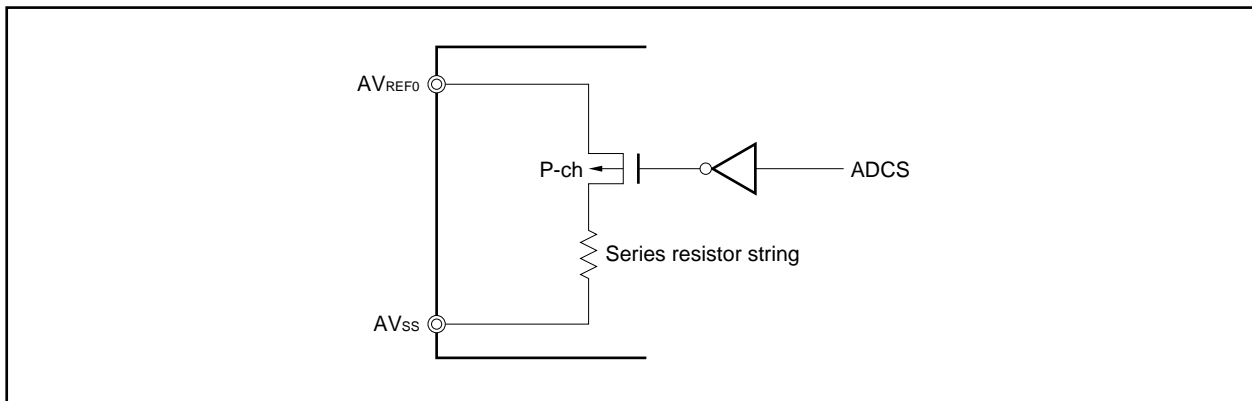 AVREF0
P-ch
ADCS
Series resistor string
AVSS